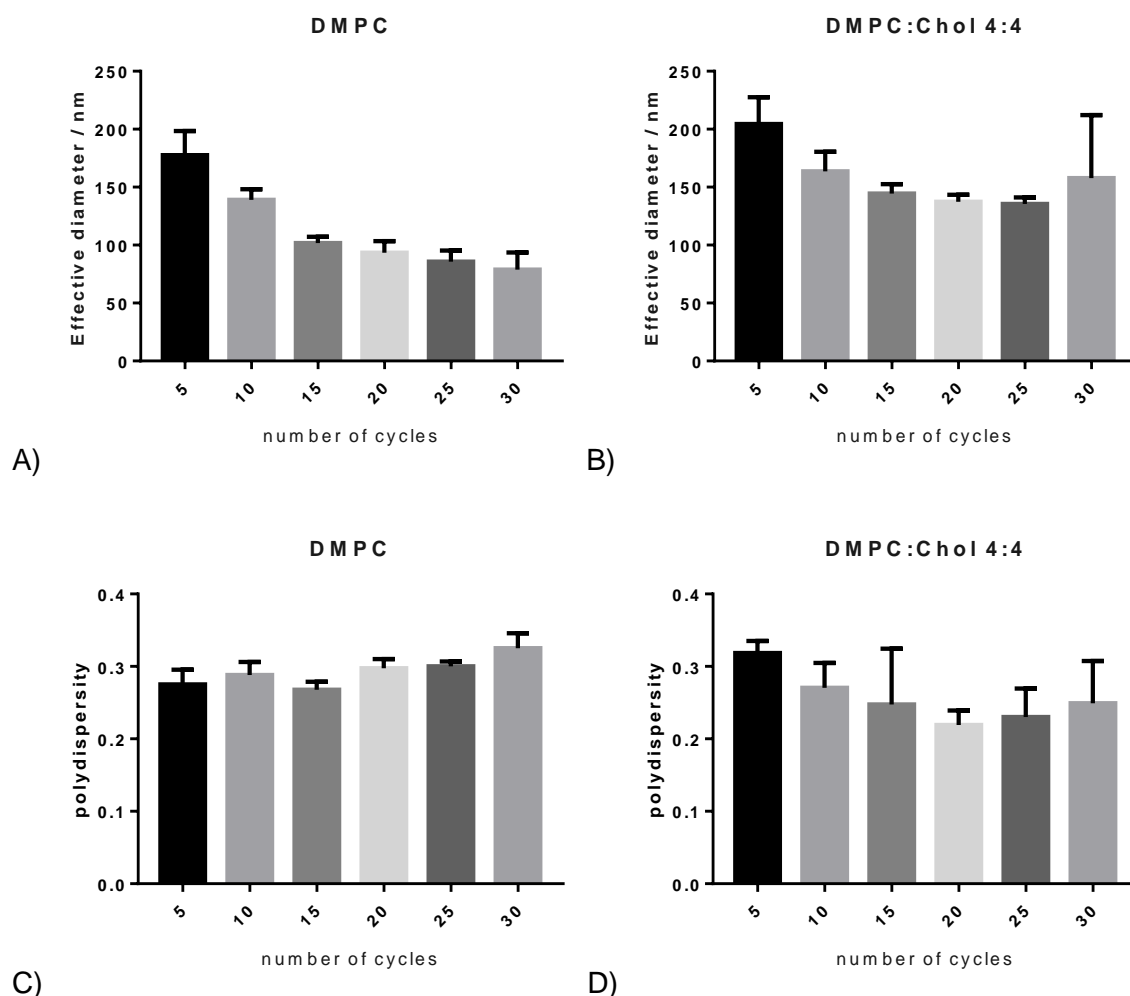 DMPC
Effective diameter / nm
250
200
150
100
50
0
5 10 15 20 25 30
number of cycles
A)
DMPC:Chol 4:4
Effective diameter / nm
250
200
150
100
50
0
5 10 15 20 25 30
number of cycles
B)
DMPC
polydispersity
0.4
0.3
0.2
0.1
0.0
5 10 15 20 25 30
number of cycles
C)
DMPC:Chol 4:4
polydispersity
0.4
0.3
0.2
0.1
0.0
5 10 15 20 25 30
number of cycles
D)